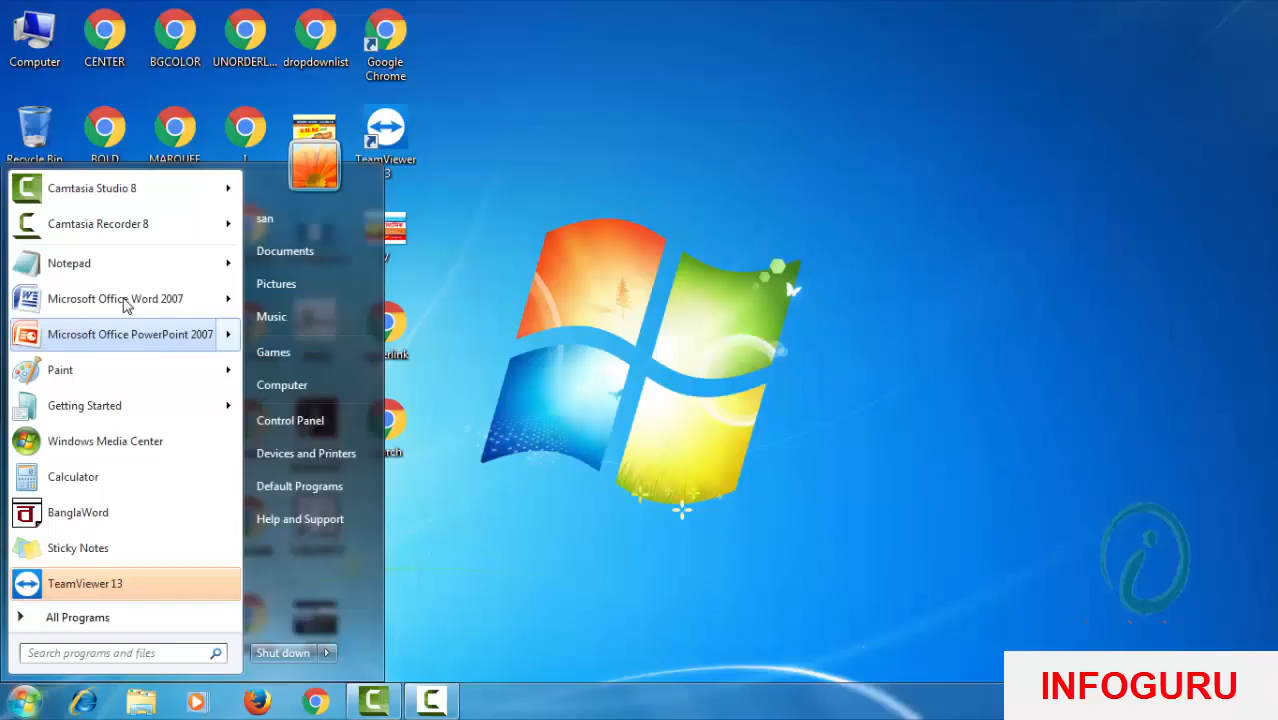 Computer
CENTER
BGCOLOR
UNORDERL...
dropdownlist
Google
Chrome
Recycle Bin
BOLD
MARQUEE
TeamViewer
3
Camtasia Studio 8
Camtasia Recorder 8
Notepad
Microsoft Office Word 2007
Microsoft Office PowerPoint 2007
Paint
Getting Started
Windows Media Center
Calculator
BanglaWord
Sticky Notes
TeamViewer 13
All Programs
Search programs and files
san
Documents
Pictures
Music
Games
Computer
Control Panel
Devices and Printers
Default Programs
Help and Support
Shut down
erlink
rch
INFOGURU